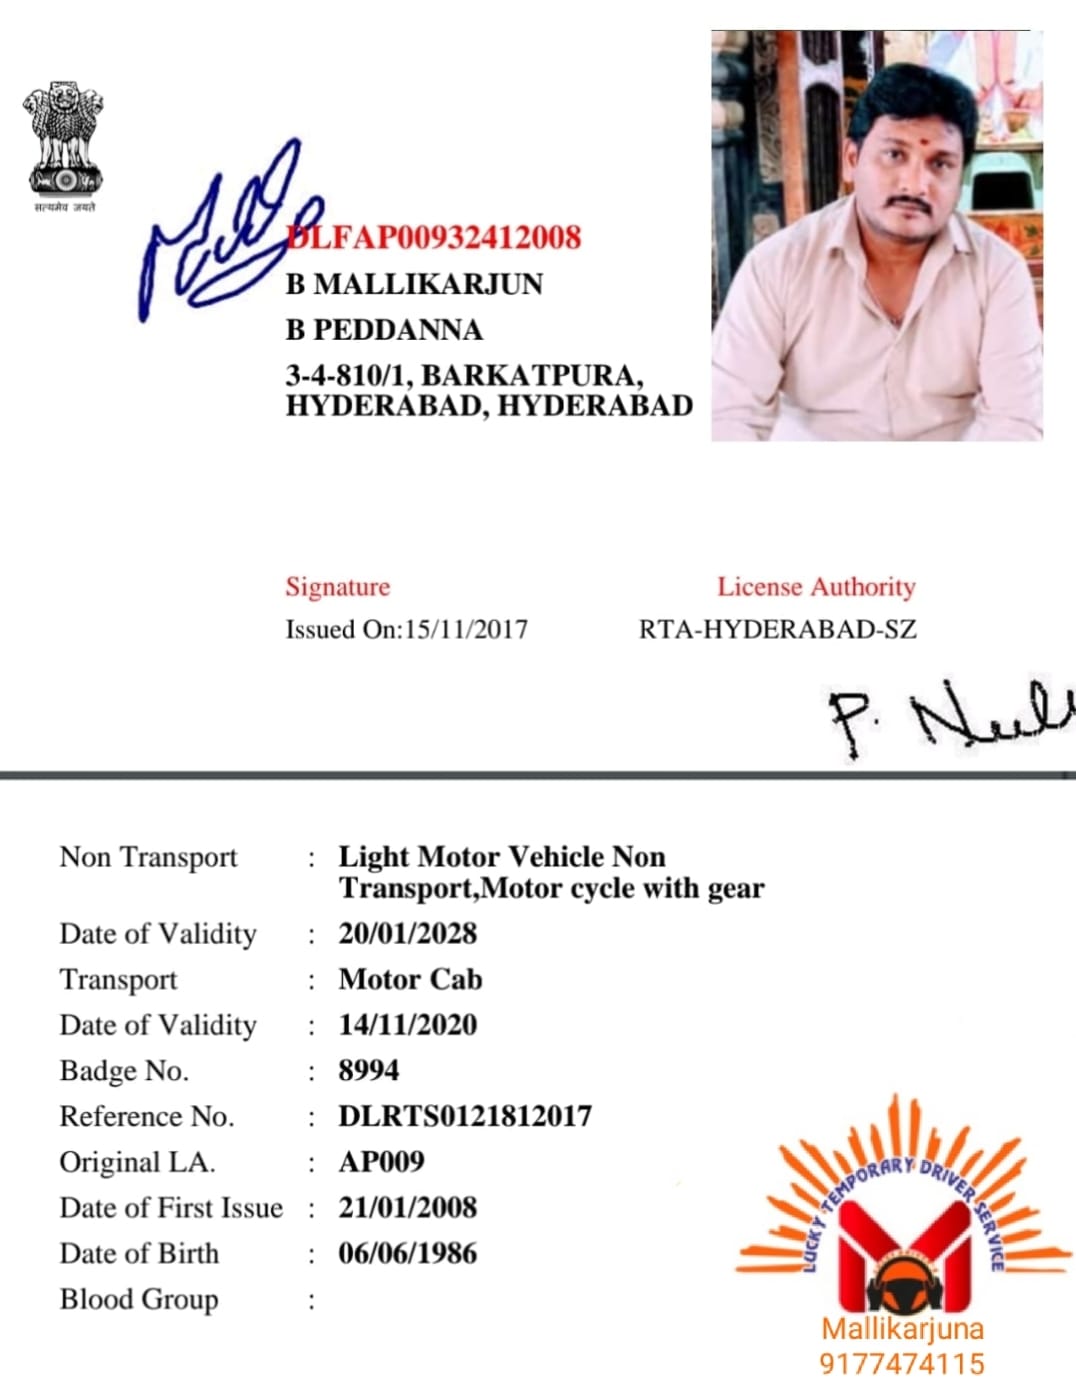 सत्यमेव जयते
DLFAP00932412008
B MALLIKARJUN
B PEDDANNA
3-4-810/1, BARKATPURA,
HYDERABAD, HYDERABAD
Signature
License Authority
Issued On:15/11/2017
RTA-HYDERABAD-SZ
P.
Non Transport : Light Motor Vehicle Non
Transport,Motor cycle with gear
Date of Validity : 20/01/2028
Transport : Motor Cab
Date of Validity : 14/11/2020
Badge No. : 8994
Reference No. : DLRTS0121812017
Original LA. : AP009
Date of First Issue : 21/01/2008
Date of Birth : 06/06/1986
Blood Group :
LUCKY TEMPORARY DRIVER SERVICE
Mallikarjuna
9177474115